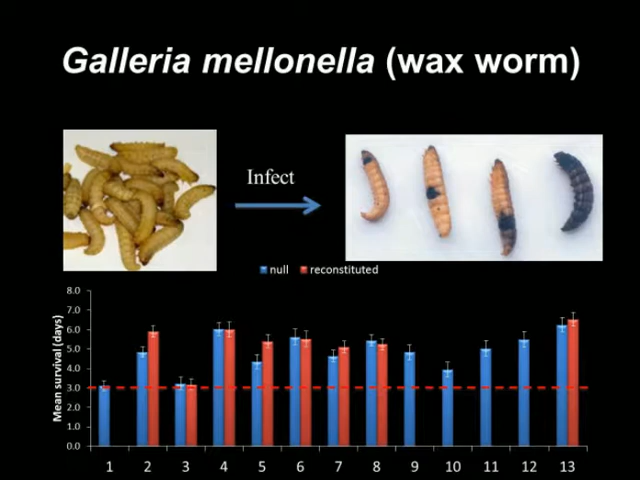 Galleria mellonella (wax worm)
Infect
null reconstituted
Mean survival (days)
8.0
7.0
6.0
5.0
4.0
3.0
2.0
1.0
0.0
1 2 3 4 5 6 7 8 9 10 11 12 13